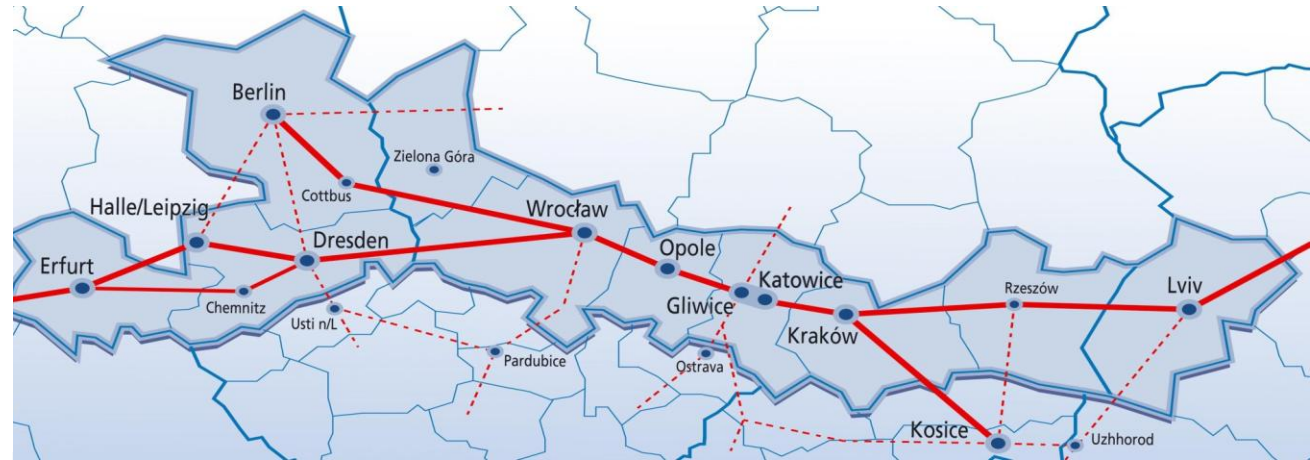 Berlin
Zielona Góra
Cottbus
Halle/Leipzig
Wrocław
Dresden
Opole
Erfurt
Katowice
Rzeszów
Lviv
Chemnitz
Gliwice
Usti n/L
Kraków
Pardubice
Ostrava
Kosice
Uzhhorod